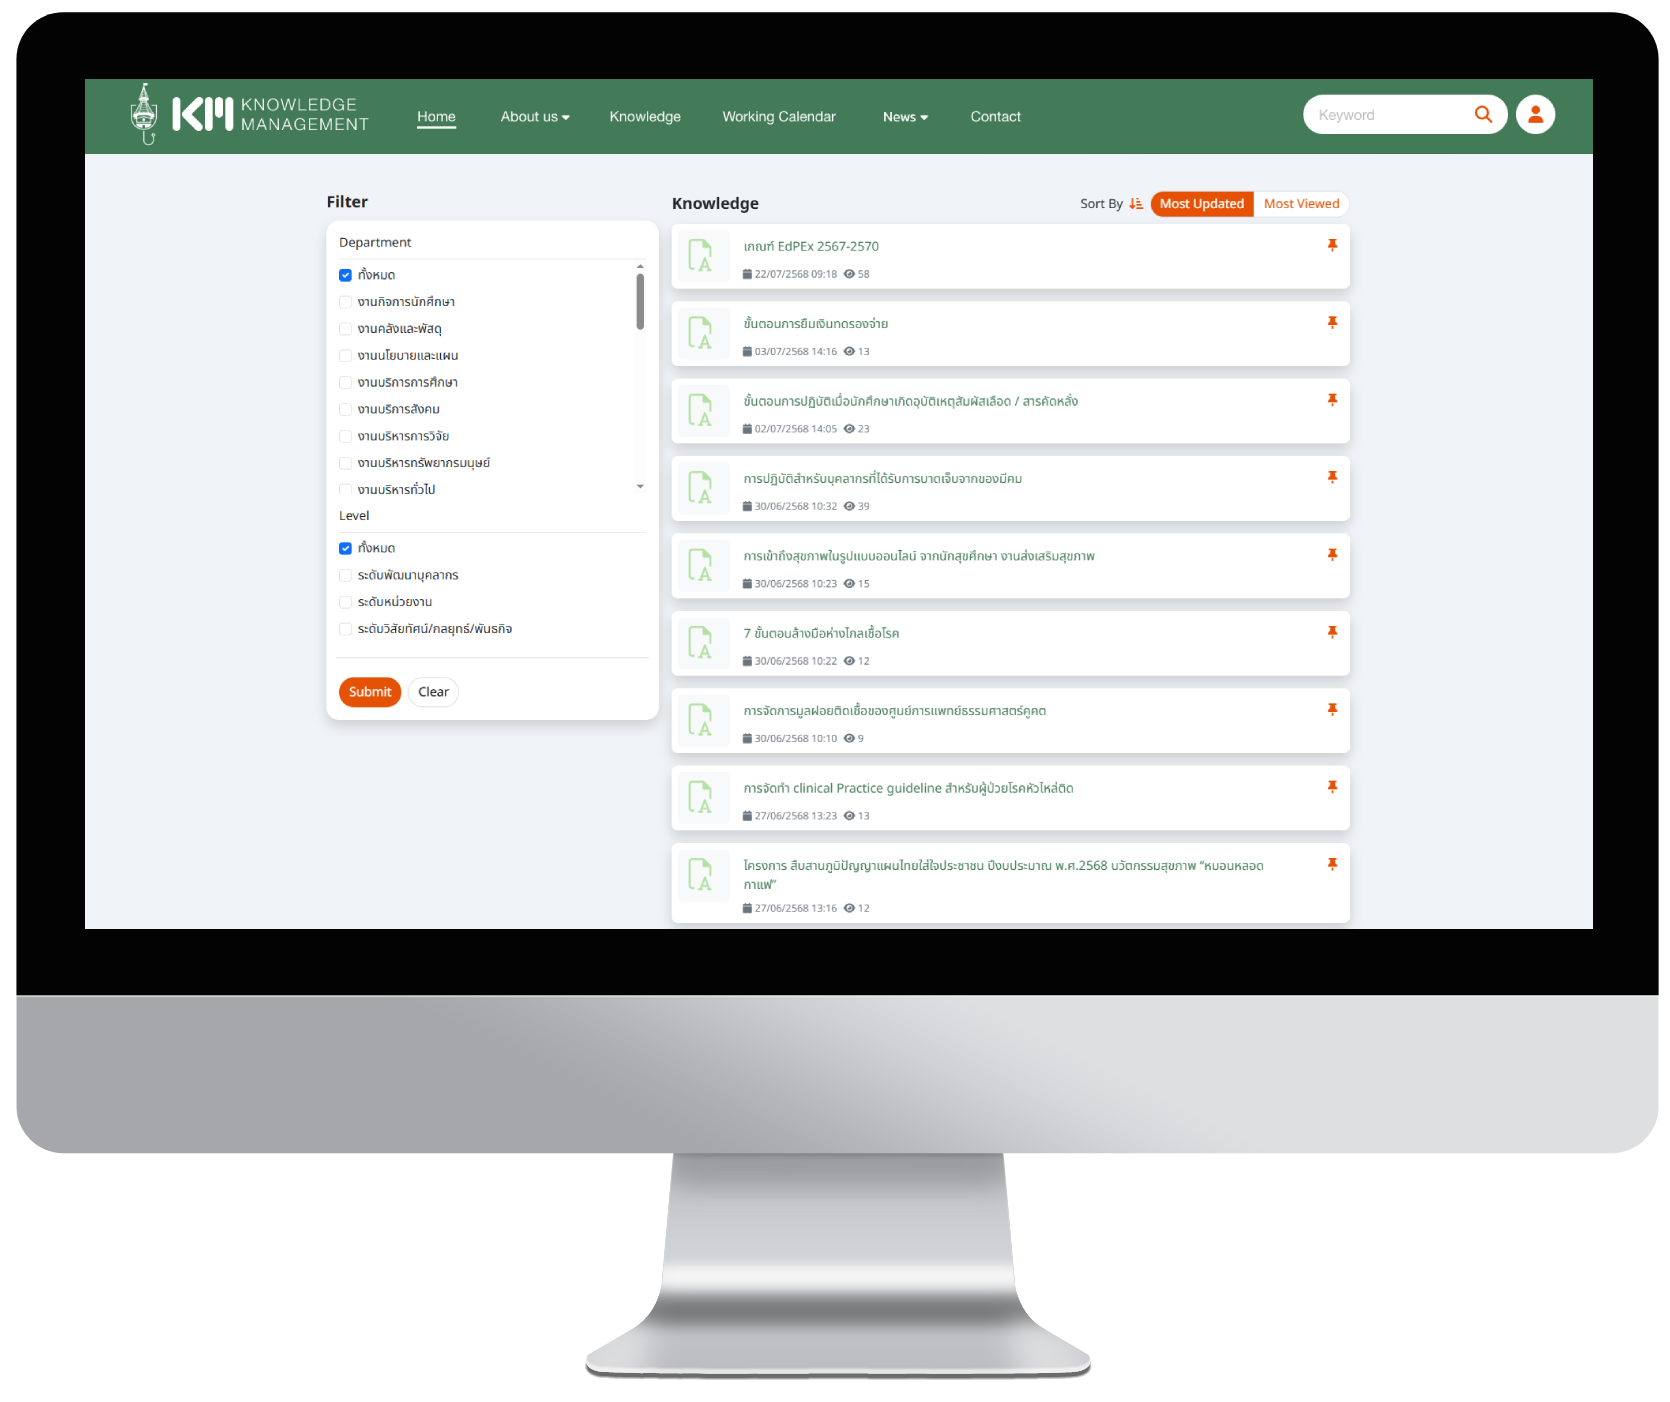 KM KNOWLEDGE
MANAGEMENT
Home About us Knowledge Working Calendar News Contact
Keyword
Filter
Department
ทั้งหมด
งานกิจการนักศึกษา
งานคลังและพัสดุ
งานนโยบายและแผน
งานบริการการศึกษา
งานบริการสังคม
งานบริหารการวิจัย
งานบริหารทรัพยากรมนุษย์
งานบริหารทั่วไป
Level
ทั้งหมด
ระดับพัฒนาบุคลากร
ระดับหน่วยงาน
ระดับวิสัยทัศน์/กลยุทธ์/พันธกิจ
Submit Clear
Knowledge
Sort By Most Updated Most Viewed
เกณฑ์ EdPEx 2567-2570
22/07/2568 09:18 58
ขั้นตอนการยืมเงินทดรองจ่าย
03/07/2568 14:16 13
ขั้นตอนการปฏิบัติเมื่อนักศึกษาเกิดอุบัติเหตุสัมผัสเลือด / สารคัดหลั่ง
02/07/2568 14:05 23
การปฏิบัติสำหรับบุคลากรที่ได้รับการบาดเจ็บจากของมีคม
30/06/2568 10:32 39
การเข้าถึงสุขภาพในรูปแบบออนไลน์ จากนักสุขศึกษา งานส่งเสริมสุขภาพ
30/06/2568 10:23 15
7 ขั้นตอนล้างมือห่างไกลเชื้อโรค
30/06/2568 10:22 12
การจัดการมูลฝอยติดเชื้อของศูนย์การแพทย์ธรรมศาสตร์คูคต
30/06/2568 10:10 9
การจัดทำ clinical Practice guideline สำหรับผู้ป่วยโรคหัวไหล่ติด
27/06/2568 13:23 13
โครงการ สืบสานภูมิปัญญาแผนไทยใส่ใจประชาชน ปีงบประมาณ พ.ศ.2568 นวัตกรรมสุขภาพ “หมอนหลอด
กาแฟ”
27/06/2568 13:16 12